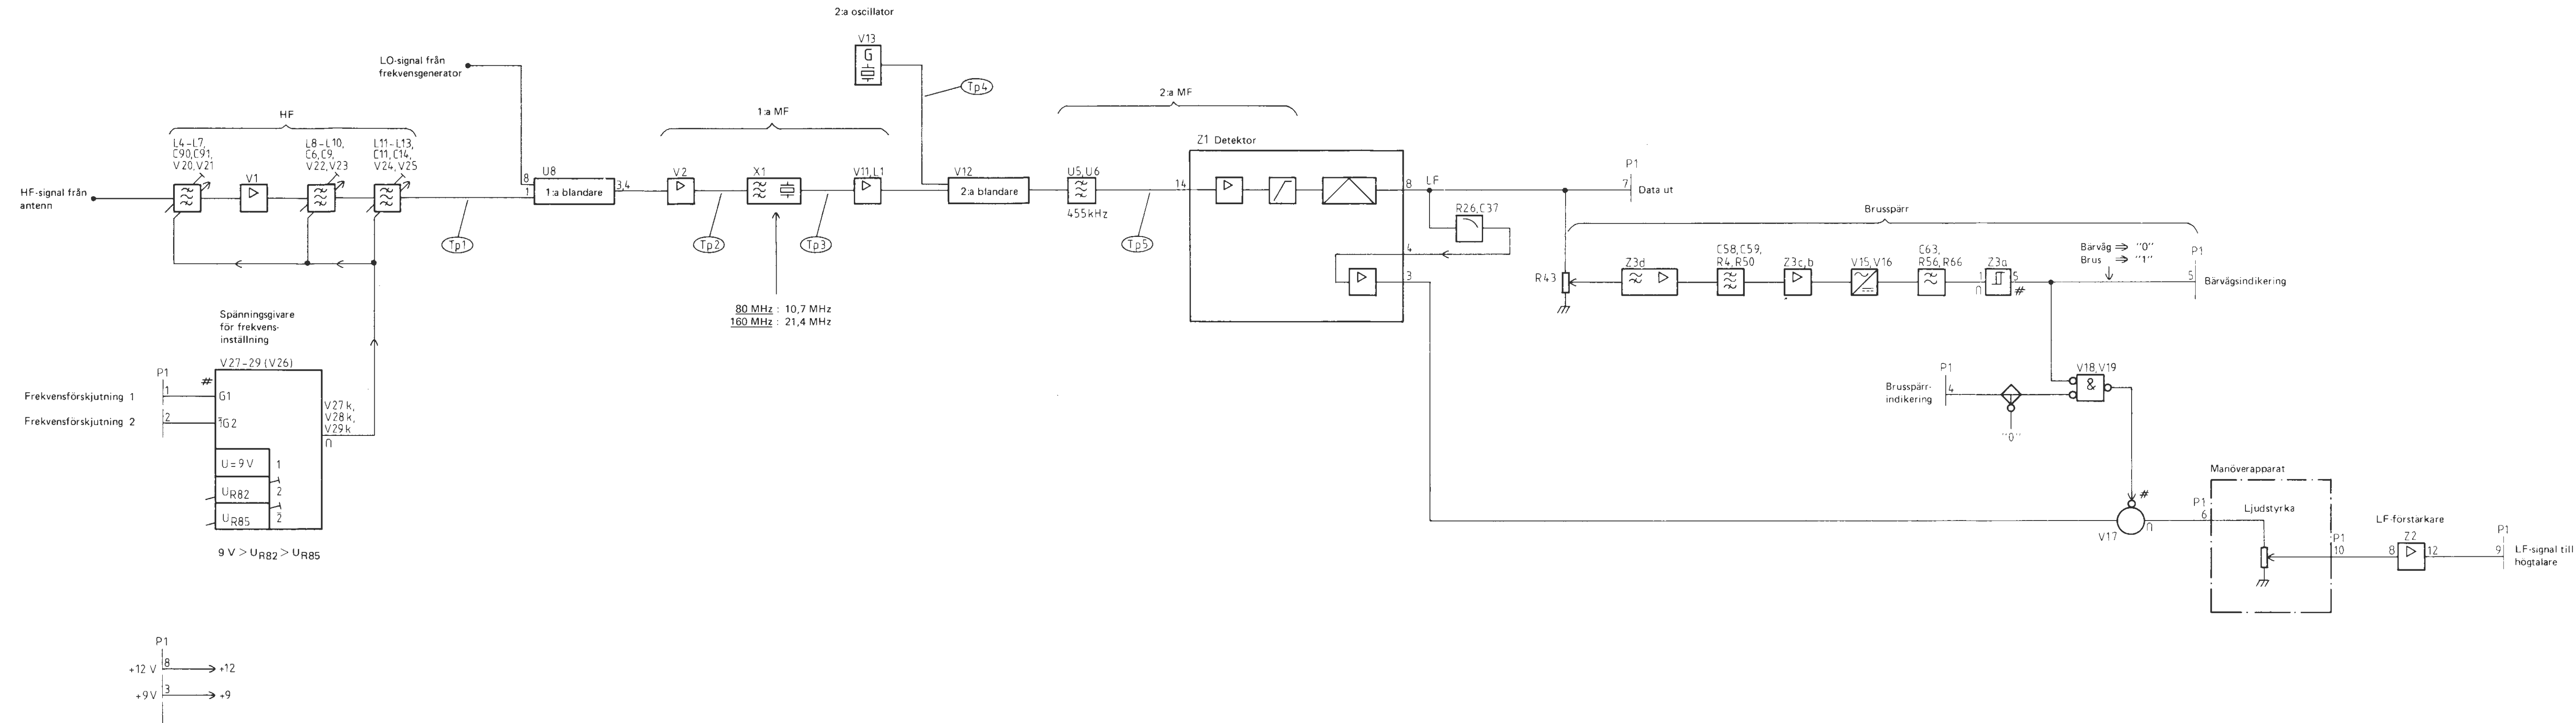 2:a oscillator
V13
G
LO-signal från
frekvensgenerator
Tp4
2:a MF
1:a MF
HF
Z1 Detektor
L4-L7,
C90,C91,
V20,V21
L8-L10,
C6,C9,
V22,V23
L11-L13,
C11,C14,
V24,V25
V1
HF-signal från
antenn
Tp1
8
1
U8
1:a blandare
3,4
V2
X1
V11,L1
Tp2
Tp3
V12
2:a blandare
U5,U6
455kHz
Tp5
14
8
LF
P1
7
Data ut
R26,C37
4
3
80 MHz : 10,7 MHz
160 MHz : 21,4 MHz
Brusspärr
R43
Z3d
C58,C59,
R4,R50
Z3c,b
V15,V16
C63,
R56,R66
Z3a
1
∩
5
#
Bärvåg ⇒ "0"
Brus ⇒ "1"
P1
5
Bärvågsindikering
Spänningsgivare
för frekvens-
inställning
V27-29 (V26)
P1
#
Frekvensförskjutning 1
1
G1
Frekvensförskjutning 2
2
1̄G2
V27k,
V28k,
V29k
∩
U=9V
1
UR82
2
UR85
2̄
9 V > UR82 > UR85
P1
Brusspärr-
indikering
4
"0"
V18,V19
&
#
V17
∩
P1
6
Manöverapparat
Ljudstyrka
P1
10
LF-förstärkare
8
Z2
12
P1
9
LF-signal till
högtalare
P1
+12 V
8
+12
+9V
3
+9